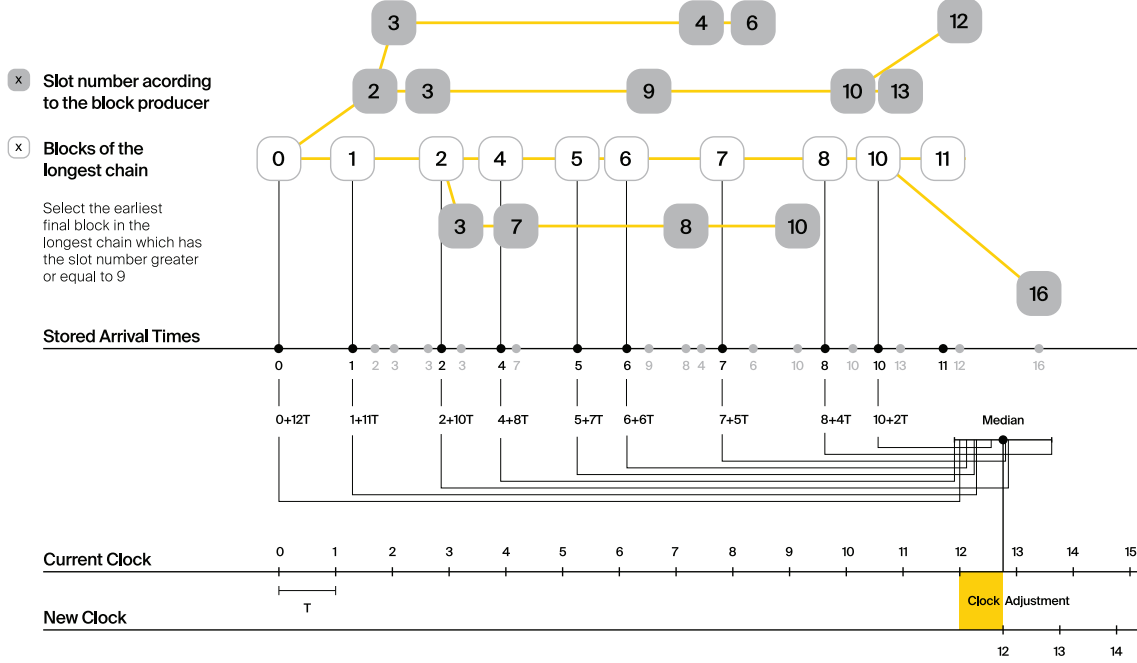 3 4 6 12
x Slot number acording
to the block producer
2 3 9 10 13
x Blocks of the
longest chain
0 1 2 4 5 6 7 8 10 11
Select the earliest
final block in the
longest chain which has
the slot number greater
or equal to 9
3 7 8 10
16
Stored Arrival Times
0 1 2 3 3 2 3 4 7 5 6 9 8 4 7 6 10 8 10 10 13 11 12 16
0+12T 1+11T 2+10T 4+8T 5+7T 6+6T 7+5T 8+4T 10+2T Median
Current Clock 0 1 2 3 4 5 6 7 8 9 10 11 12 13 14 15
T
Clock Adjustment
New Clock
12 13 14